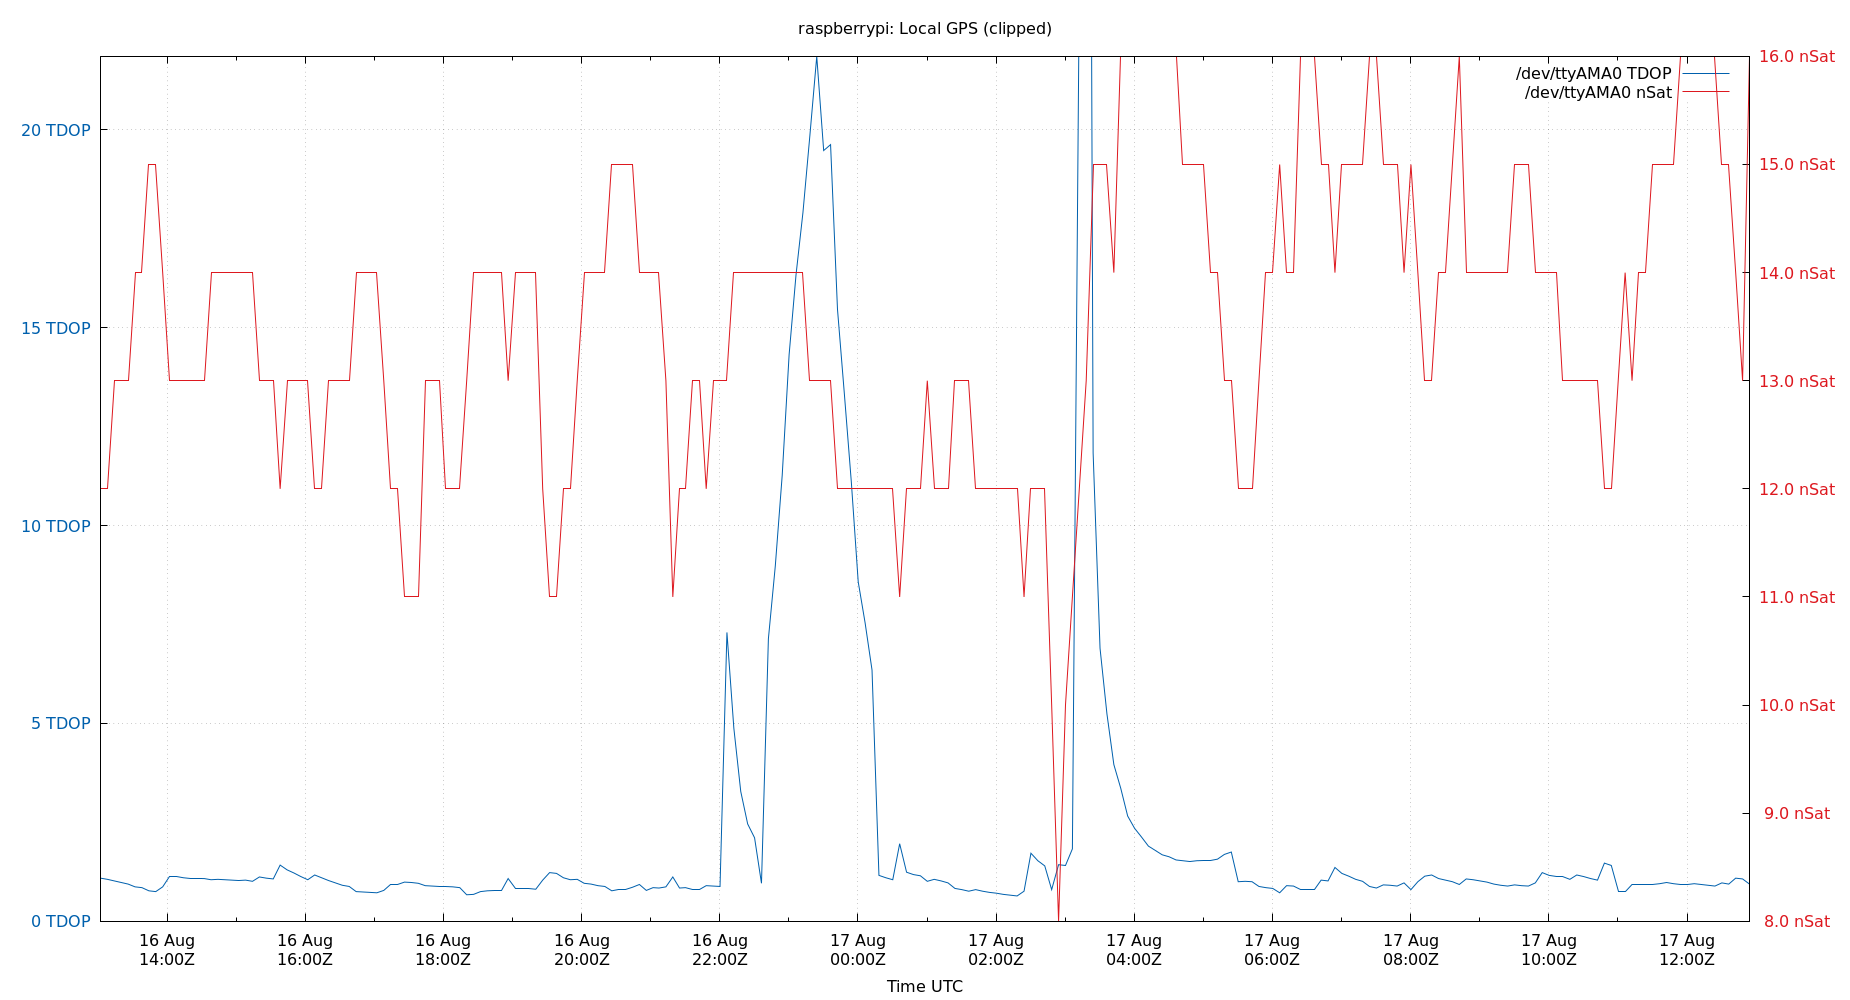 raspberrypi: Local GPS (clipped)
/dev/ttyAMA0 TDOP
/dev/ttyAMA0 nSat
20 TDOP
15 TDOP
10 TDOP
5 TDOP
0 TDOP
16.0 nSat
15.0 nSat
14.0 nSat
13.0 nSat
12.0 nSat
11.0 nSat
10.0 nSat
9.0 nSat
8.0 nSat
16 Aug
14:00Z
16 Aug
16:00Z
16 Aug
18:00Z
16 Aug
20:00Z
16 Aug
22:00Z
17 Aug
00:00Z
17 Aug
02:00Z
17 Aug
04:00Z
17 Aug
06:00Z
17 Aug
08:00Z
17 Aug
10:00Z
17 Aug
12:00Z
Time UTC